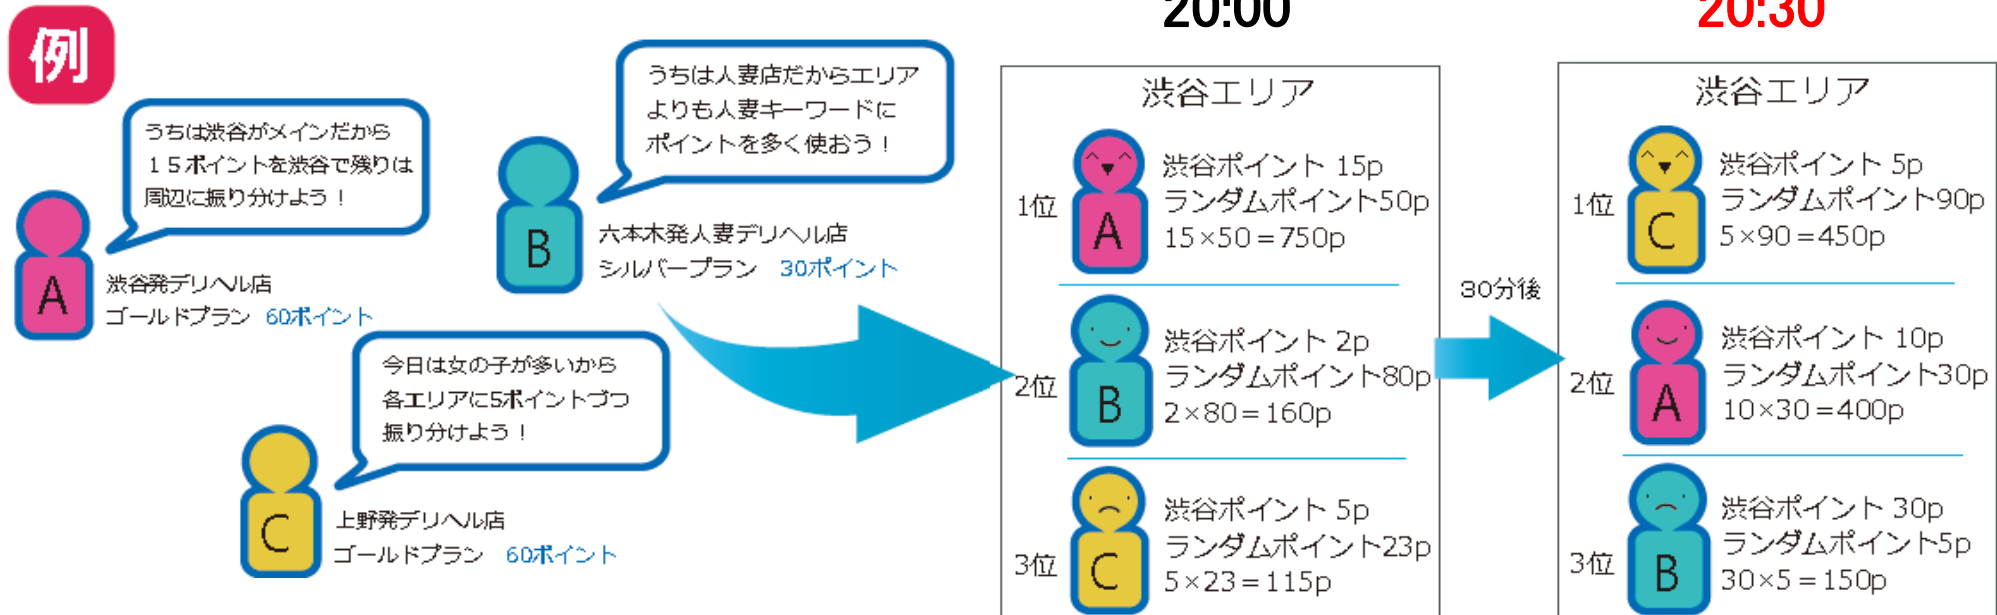 例
うちは渋谷がメインだから
１５ポイントを渋谷で残りは
周辺に振り分けよう！
A
渋谷発デリヘル店
ゴールドプラン 60ポイント
うちは人妻店だからエリア
よりも人妻キーワードに
ポイントを多く使おう！
B
六本木発人妻デリヘル店
シルバープラン 30ポイント
今日は女の子が多いから
各エリアに5ポイントづつ
振り分けよう！
C
上野発デリヘル店
ゴールドプラン 60ポイント
20:00
渋谷エリア
1位
A
渋谷ポイント 15p
ランダムポイント50p
15×50＝750p
2位
B
渋谷ポイント 2p
ランダムポイント80p
2×80＝160p
3位
C
渋谷ポイント 5p
ランダムポイント23p
5×23＝115p
30分後
20:30
渋谷エリア
1位
C
渋谷ポイント 5p
ランダムポイント90p
5×90＝450p
2位
A
渋谷ポイント 10p
ランダムポイント30p
10×30＝400p
3位
B
渋谷ポイント 30p
ランダムポイント5p
30×5＝150p